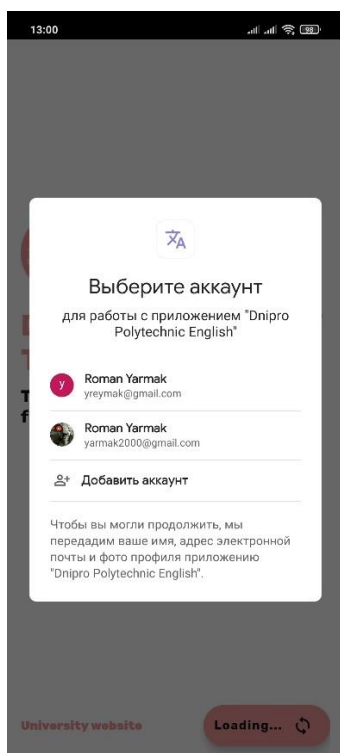 13:00
98
Выберите аккаунт
для работы с приложением "Dnipro
Polytechnic English"
y
Roman Yarmak
yreymak@gmail.com
Roman Yarmak
yarmak2000@gmail.com
Добавить аккаунт
Чтобы вы могли продолжить, мы
передадим ваше имя, адрес электронной
почты и фото профиля приложению
"Dnipro Polytechnic English".
University website
Loading...